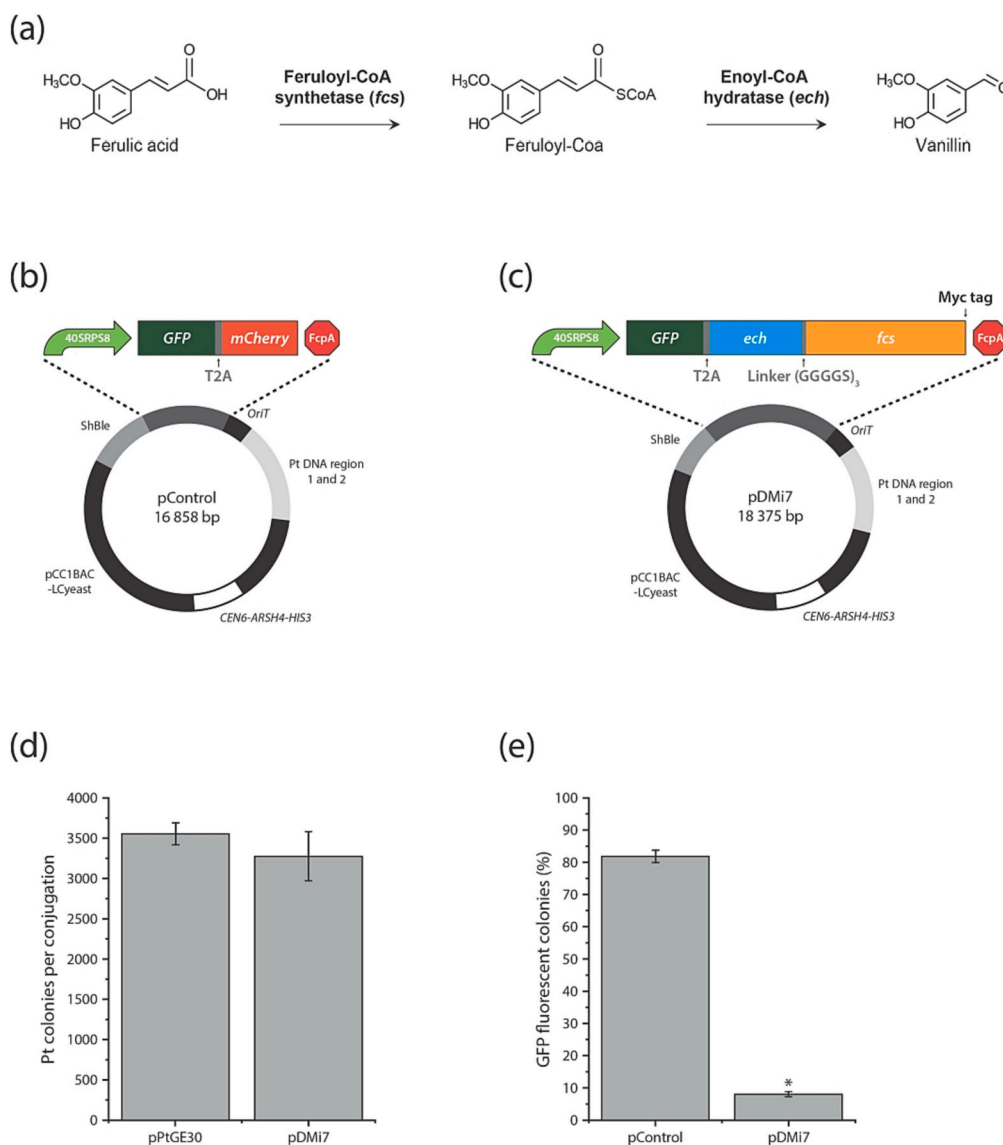 (a)
H₃CO
HO
O
OH
Ferulic acid
Feruloyl-CoA
synthetase (fcs)
H₃CO
HO
O
SCoA
Feruloyl-Coa
Enoyl-CoA
hydratase (ech)
H₃CO
HO
Vanillin
(b)
40SRPS8
GFP
mCherry
FcpA
T2A
OriT
ShBle
Pt DNA region
1 and 2
pControl
16 858 bp
pCC1BAC
-LCyeast
CEN6-ARSH4-HIS3
(c)
Myc tag
40SRPS8
GFP
ech
fcs
FcpA
T2A
Linker (GGGGS)₃
OriT
ShBle
Pt DNA region
1 and 2
pDMi7
18 375 bp
pCC1BAC
-LCyeast
CEN6-ARSH4-HIS3
(d)
Pt colonies per conjugation
4000
3500
3000
2500
2000
1500
1000
500
0
pPtGE30
pDMi7
(e)
GFP fluorescent colonies (%)
100
90
80
70
60
50
40
30
20
10
0
*
pControl
pDMi7